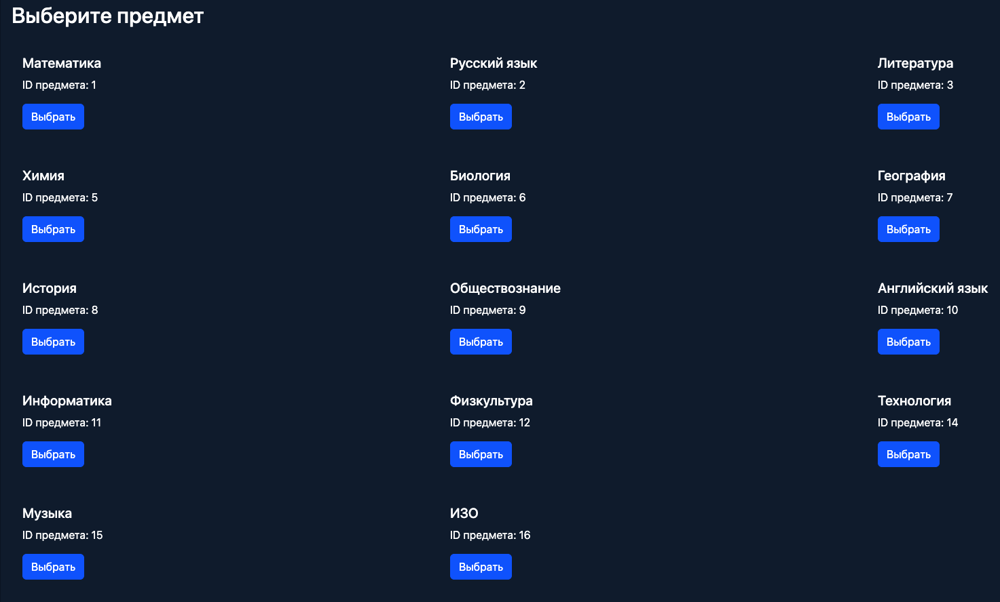 Выберите предмет
Математика
ID предмета: 1
Выбрать
Русский язык
ID предмета: 2
Выбрать
Литература
ID предмета: 3
Выбрать
Химия
ID предмета: 5
Выбрать
Биология
ID предмета: 6
Выбрать
География
ID предмета: 7
Выбрать
История
ID предмета: 8
Выбрать
Обществознание
ID предмета: 9
Выбрать
Английский язык
ID предмета: 10
Выбрать
Информатика
ID предмета: 11
Выбрать
Физкультура
ID предмета: 12
Выбрать
Технология
ID предмета: 14
Выбрать
Музыка
ID предмета: 15
Выбрать
ИЗО
ID предмета: 16
Выбрать